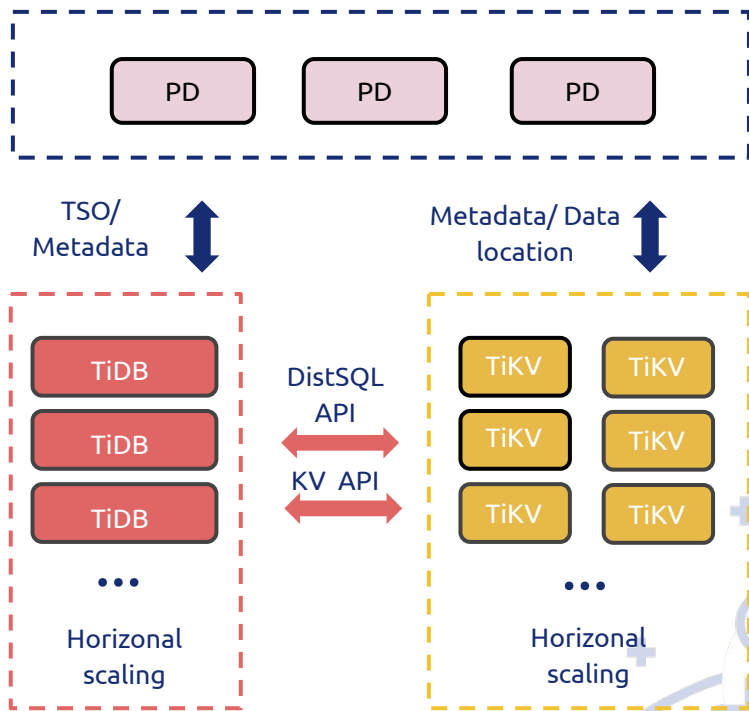 PD PD PD
TSO/
Metadata
Metadata/ Data
location
TiDB
TiDB
TiDB
...
Horizonal
scaling
DistSQL
API
KV API
TiKV TiKV
TiKV TiKV
TiKV TiKV
...
Horizonal
scaling